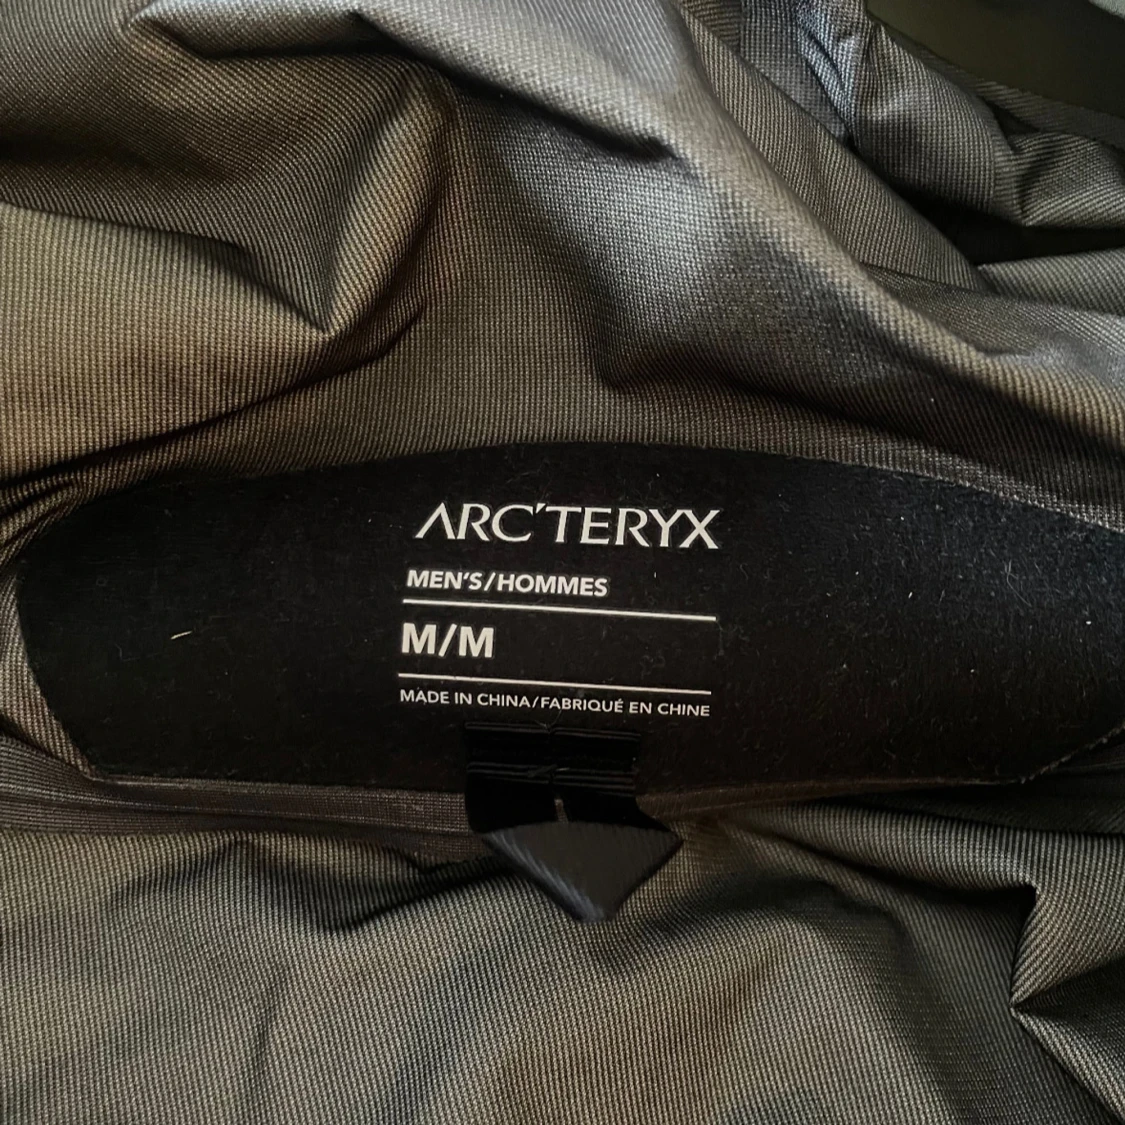 ARC'TERYX
MEN'S/HOMMES
M/M
MADE IN CHINA/FABRIQUÉ EN CHINE